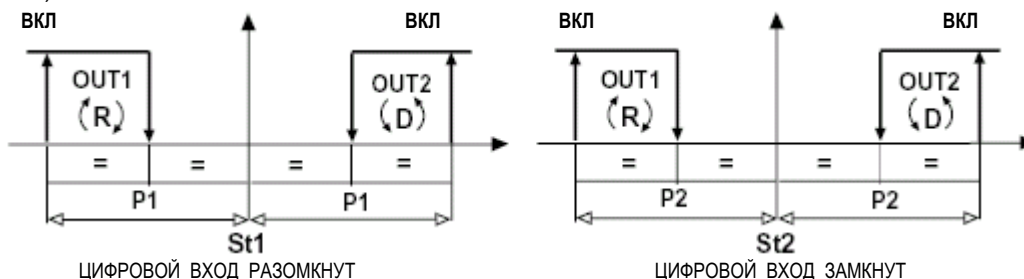 ВКЛ ВКЛ ВКЛ ВКЛ
OUT1 OUT2 OUT1 OUT2
(R) (D) (R) (D)
= = = = = = = =
P1 P1 P2 P2
St1 St2
ЦИФРОВОЙ ВХОД РАЗОМКНУТ ЦИФРОВОЙ ВХОД ЗАМКНУТ